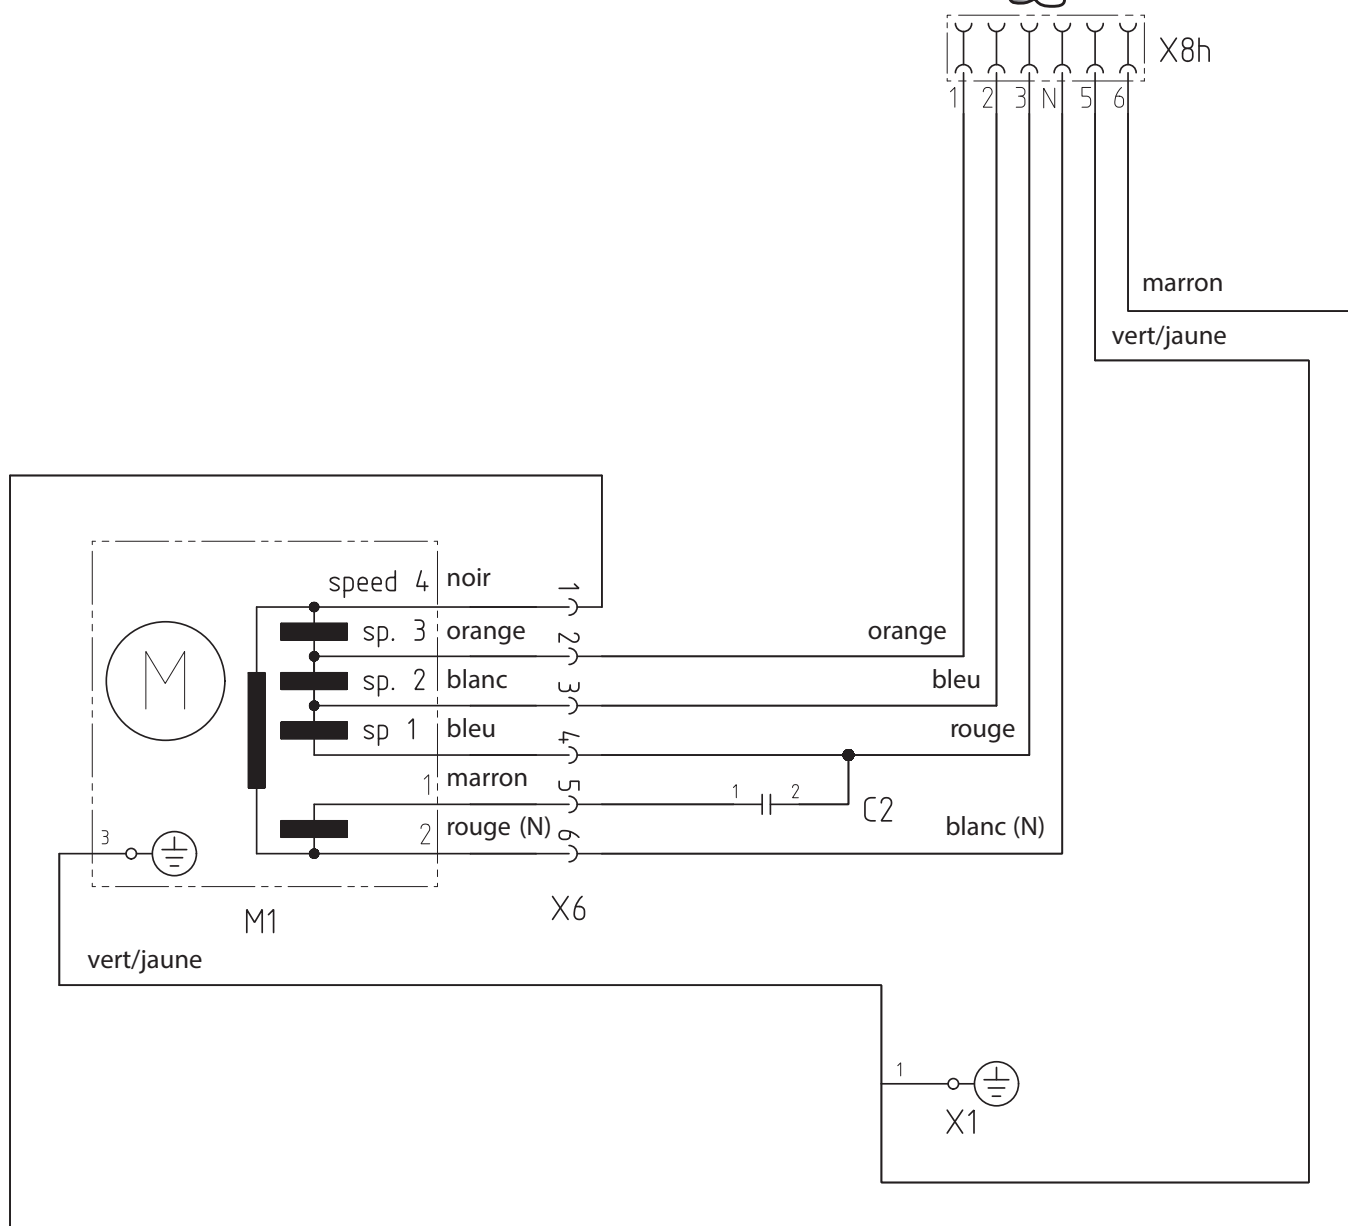 X8h
1 2 3 N 5 6
marron
vert/jaune
speed 4 noir 1
sp. 3 orange 2 orange
sp. 2 blanc 3 bleu
sp 1 bleu 4 rouge
1 marron 5 1 2 C2
2 rouge (N) 6 blanc (N)
M
3
M1
X6
vert/jaune
1
X1